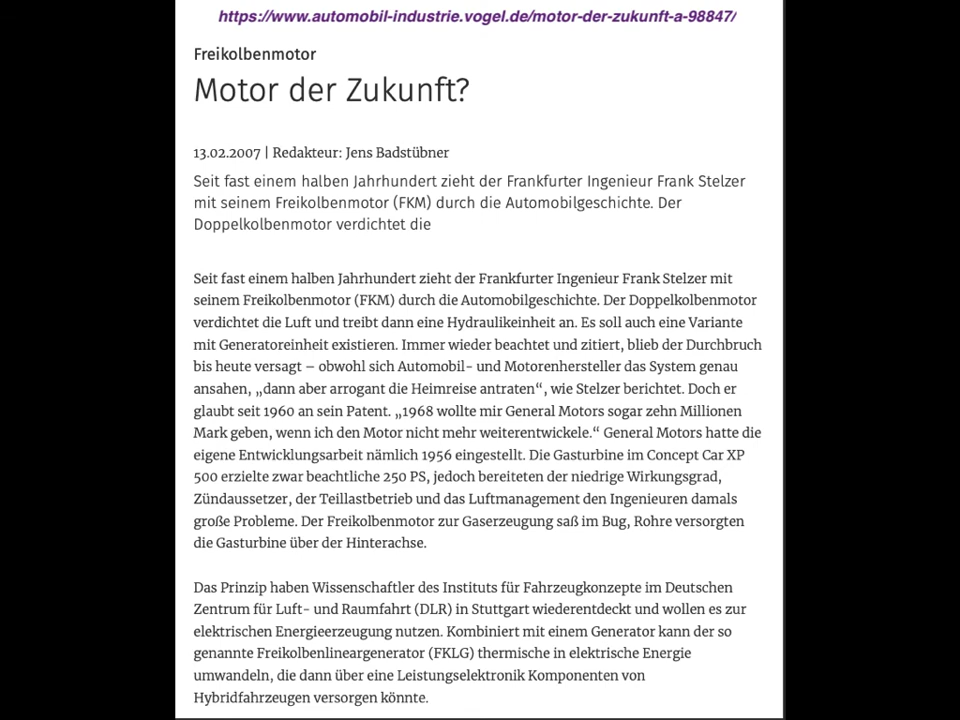 https://www.automobil-industrie.vogel.de/motor-der-zukunft-a-98847/
Freikolbenmotor
Motor der Zukunft?
13.02.2007 | Redakteur: Jens Badstübner
Seit fast einem halben Jahrhundert zieht der Frankfurter Ingenieur Frank Stelzer
mit seinem Freikolbenmotor (FKM) durch die Automobilgeschichte. Der
Doppelkolbenmotor verdichtet die
Seit fast einem halben Jahrhundert zieht der Frankfurter Ingenieur Frank Stelzer mit
seinem Freikolbenmotor (FKM) durch die Automobilgeschichte. Der Doppelkolbenmotor
verdichtet die Luft und treibt dann eine Hydraulikeinheit an. Es soll auch eine Variante
mit Generatoreinheit existieren. Immer wieder beachtet und zitiert, blieb der Durchbruch
bis heute versagt – obwohl sich Automobil- und Motorenhersteller das System genau
ansahen, „dann aber arrogant die Heimreise antraten“, wie Stelzer berichtet. Doch er
glaubt seit 1960 an sein Patent. „1968 wollte mir General Motors sogar zehn Millionen
Mark geben, wenn ich den Motor nicht mehr weiterentwickele.“ General Motors hatte die
eigene Entwicklungsarbeit nämlich 1956 eingestellt. Die Gasturbine im Concept Car XP
500 erzielte zwar beachtliche 250 PS, jedoch bereiteten der niedrige Wirkungsgrad,
Zündaussetzer, der Teillastbetrieb und das Luftmanagement den Ingenieuren damals
große Probleme. Der Freikolbenmotor zur Gaserzeugung saß im Bug, Rohre versorgten
die Gasturbine über der Hinterachse.
Das Prinzip haben Wissenschaftler des Instituts für Fahrzeugkonzepte im Deutschen
Zentrum für Luft- und Raumfahrt (DLR) in Stuttgart wiederentdeckt und wollen es zur
elektrischen Energieerzeugung nutzen. Kombiniert mit einem Generator kann der so
genannte Freikolbenlineargenerator (FKLG) thermische in elektrische Energie
umwandeln, die dann über eine Leistungselektronik Komponenten von
Hybridfahrzeugen versorgen könnte.